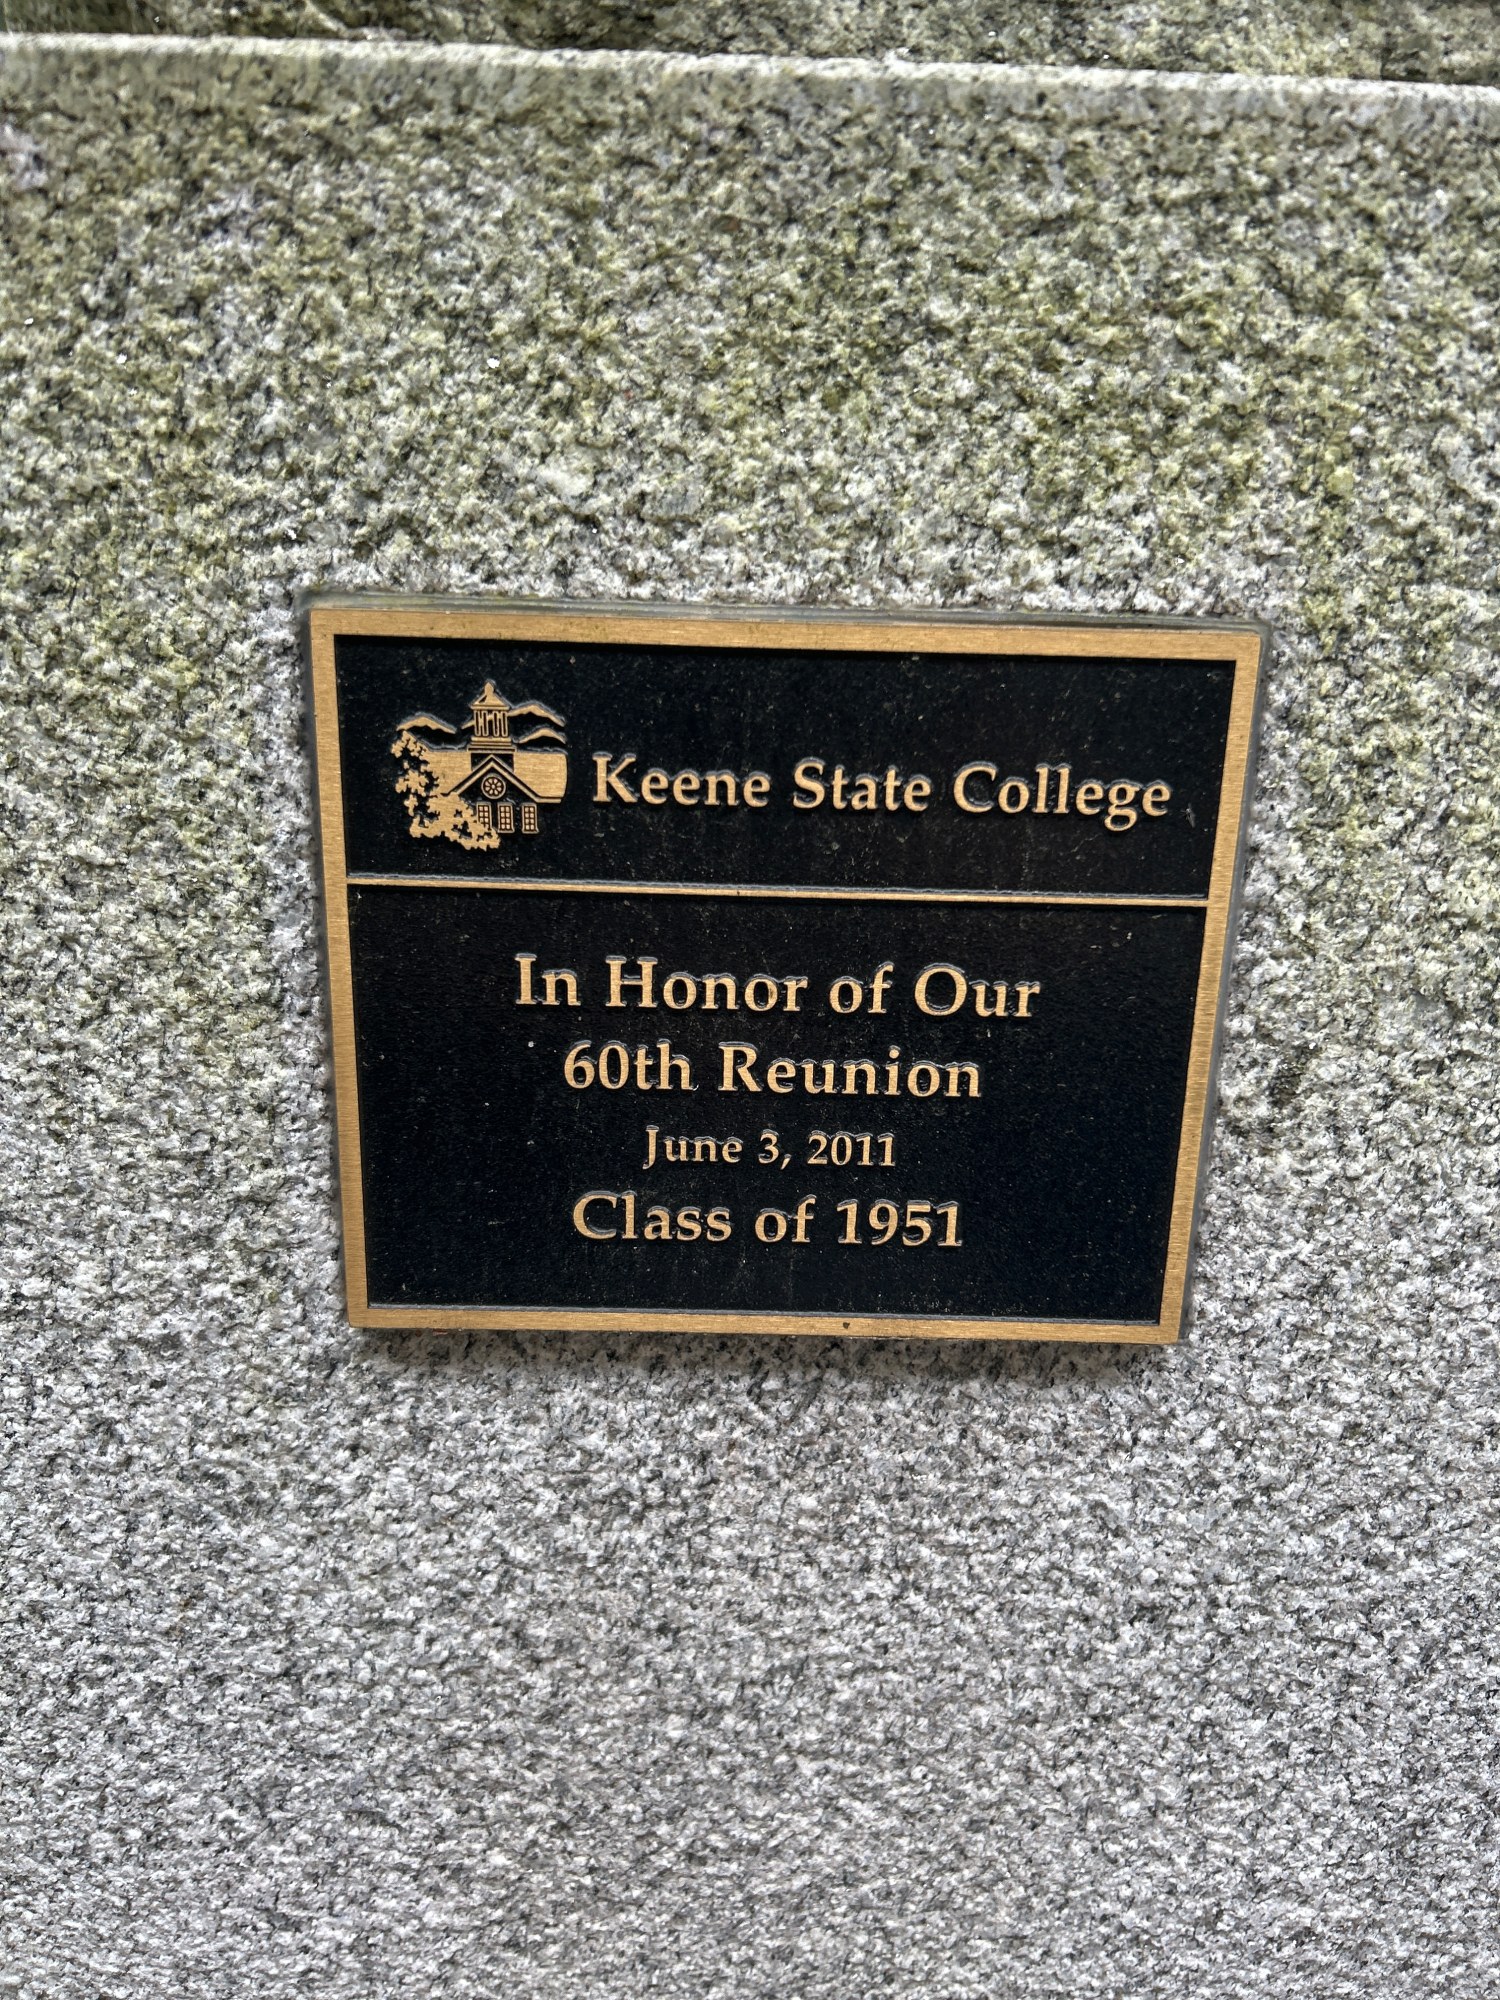 Keene State College
In Honor of Our
60th Reunion
June 3, 2011
Class of 1951